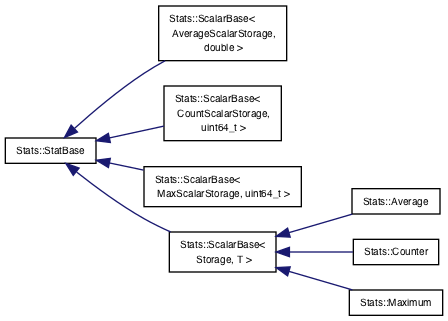 Stats::ScalarBase<
AverageScalarStorage,
double >
Stats::ScalarBase<
CountScalarStorage,
uint64_t >
Stats::StatBase
Stats::ScalarBase<
MaxScalarStorage, uint64_t >
Stats::Average
Stats::ScalarBase<
Storage, T >
Stats::Counter
Stats::Maximum